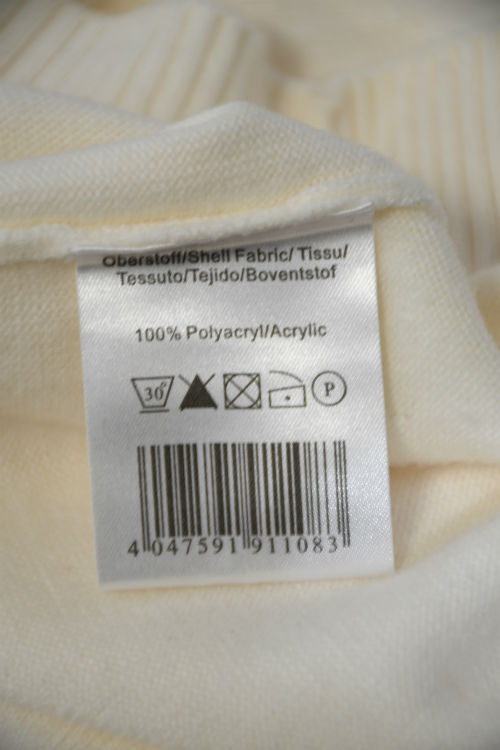 Oberstoff/Shell Fabric/ Tissu/
Tessuto/Tejido/Boventstof
100% Polyacryl/Acrylic
30° P
4 047591 911083